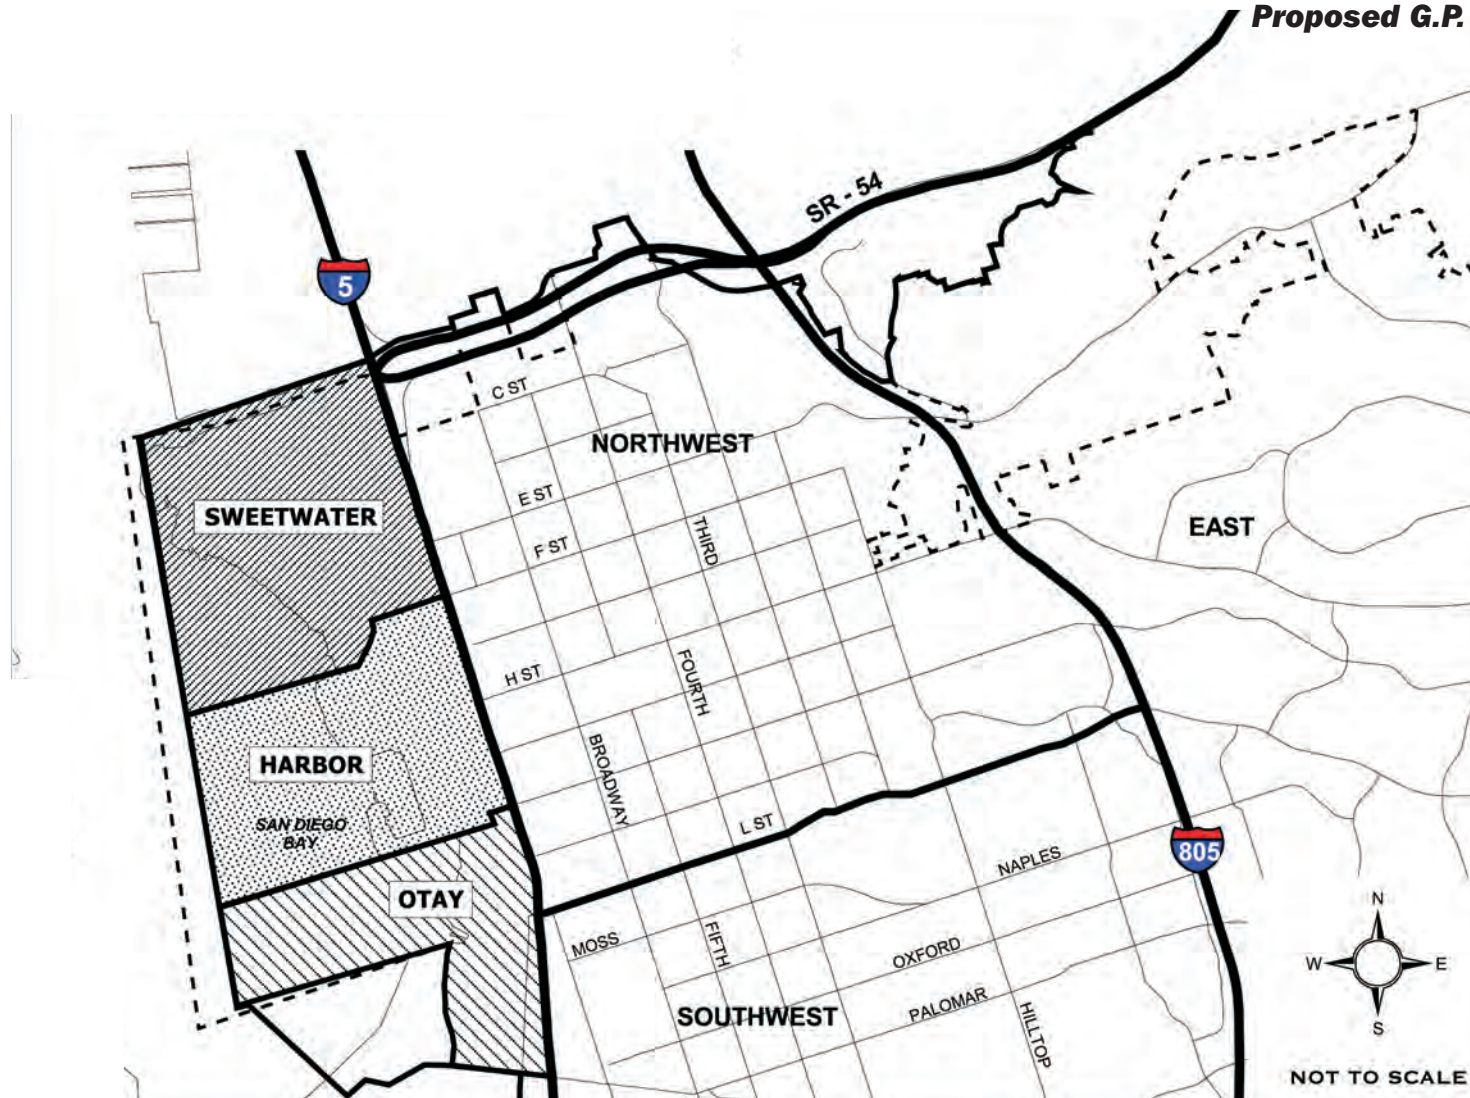 Proposed G.P.
SR - 54
5
C ST
NORTHWEST
E ST
SWEETWATER
THIRD
EAST
F ST
H ST
FOURTH
HARBOR
BROADWAY
SAN DIEGO
BAY
L ST
805
NAPLES
OTAY
N
MOSS
FIFTH
OXFORD
W
E
SOUTHWEST
PALOMAR
HILLTOP
S
NOT TO SCALE